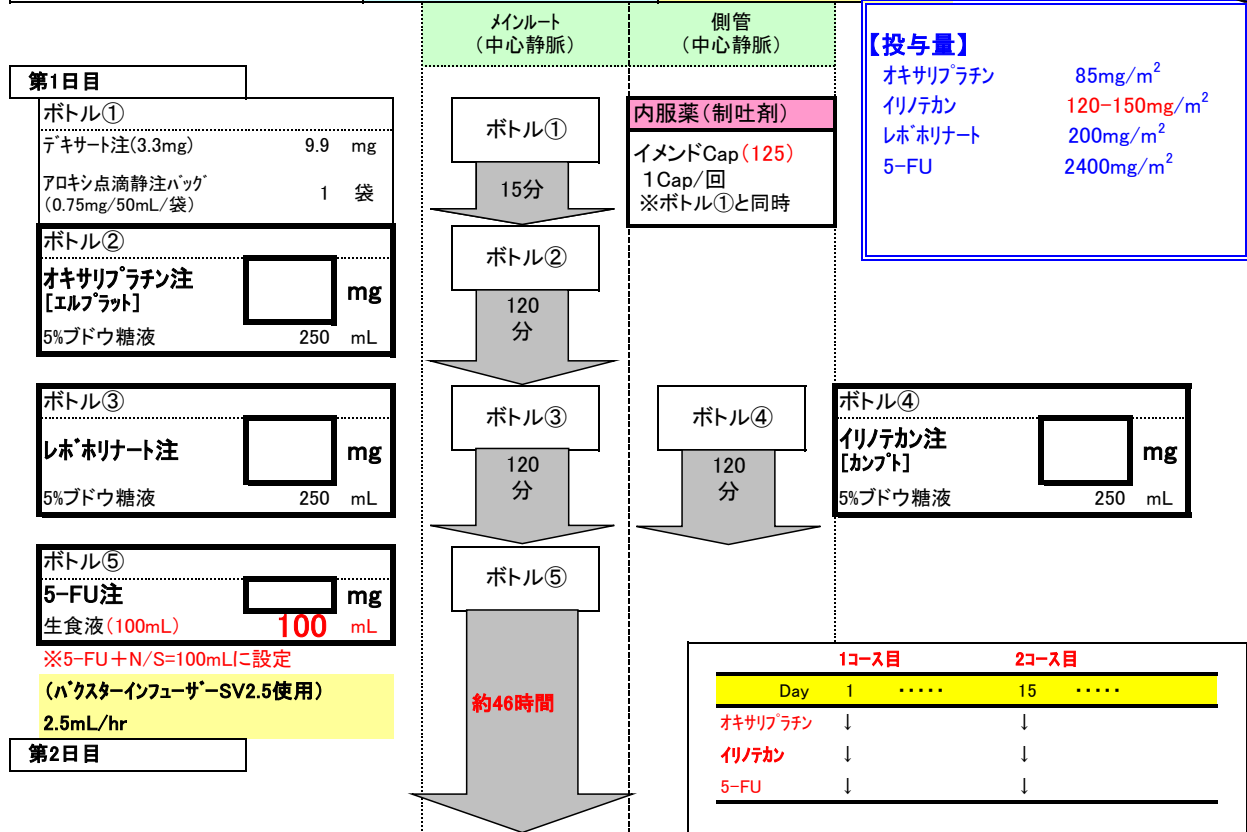 メインルート
(中心静脈)
側管
(中心静脈)
【投与量】
オキサリプラチン 85mg/m²
イリノテカン 120-150mg/m²
レボホリナート 200mg/m²
5-FU 2400mg/m²
第1日目
ボトル①
デキサート注(3.3mg) 9.9 mg
アロキシ点滴静注バッグ
(0.75mg/50mL/袋) 1 袋
ボトル①
15分
内服薬(制吐剤)
イメンドCap(125)
1Cap/回
※ボトル①と同時
ボトル②
オキサリプラチン注
[エルプラット] mg
5%ブドウ糖液 250 mL
ボトル②
120
分
ボトル③
レボホリナート注 mg
5%ブドウ糖液 250 mL
ボトル③
120
分
ボトル④
120
分
ボトル④
イリノテカン注
[カンプト] mg
5%ブドウ糖液 250 mL
ボトル⑤
5-FU注 mg
生食液(100mL) 100 mL
※5-FU+N/S=100mLに設定
(バクスターインフューザーSV2.5使用)
2.5mL/hr
ボトル⑤
約46時間
第2日目
1コース目 2コース目
Day 1 ・・・・・ 15 ・・・・・
オキサリプラチン ↓ ↓
イリノテカン ↓ ↓
5-FU ↓ ↓